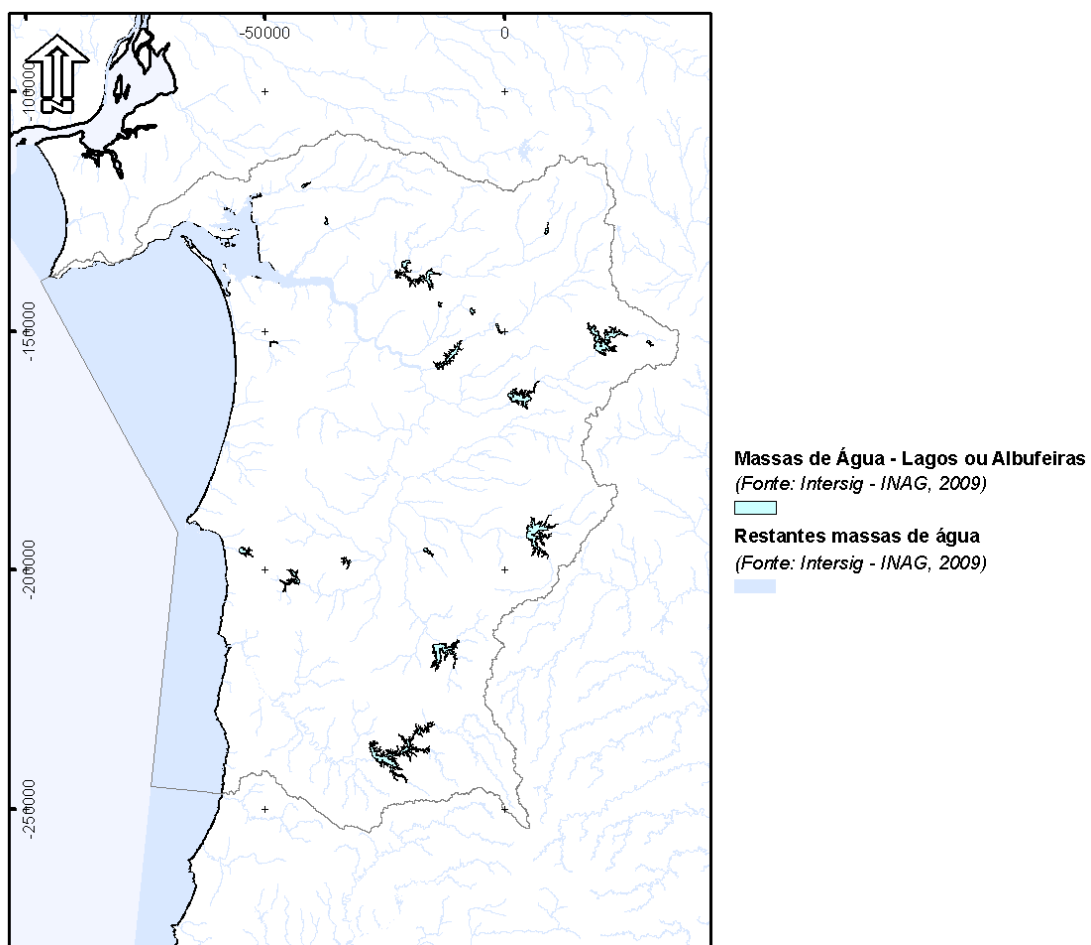 -50000
0
N
-100000
-150000
-200000
-250000
Massas de Água - Lagos ou Albufeiras
(Fonte: Intersig - INAG, 2009)
Restantes massas de água
(Fonte: Intersig - INAG, 2009)